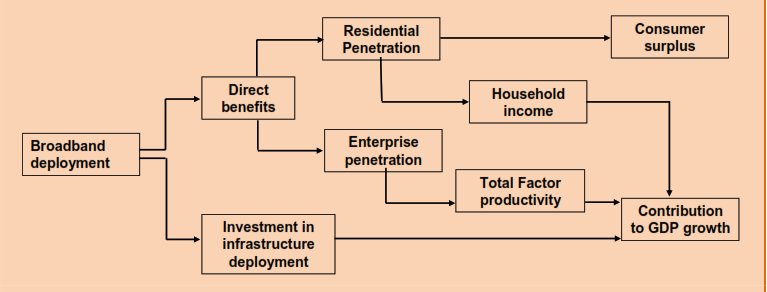 Residential
Penetration
Consumer
surplus
Direct
benefits
Household
income
Broadband
deployment
Enterprise
penetration
Total Factor
productivity
Contribution
to GDP growth
Investment in
infrastructure
deployment